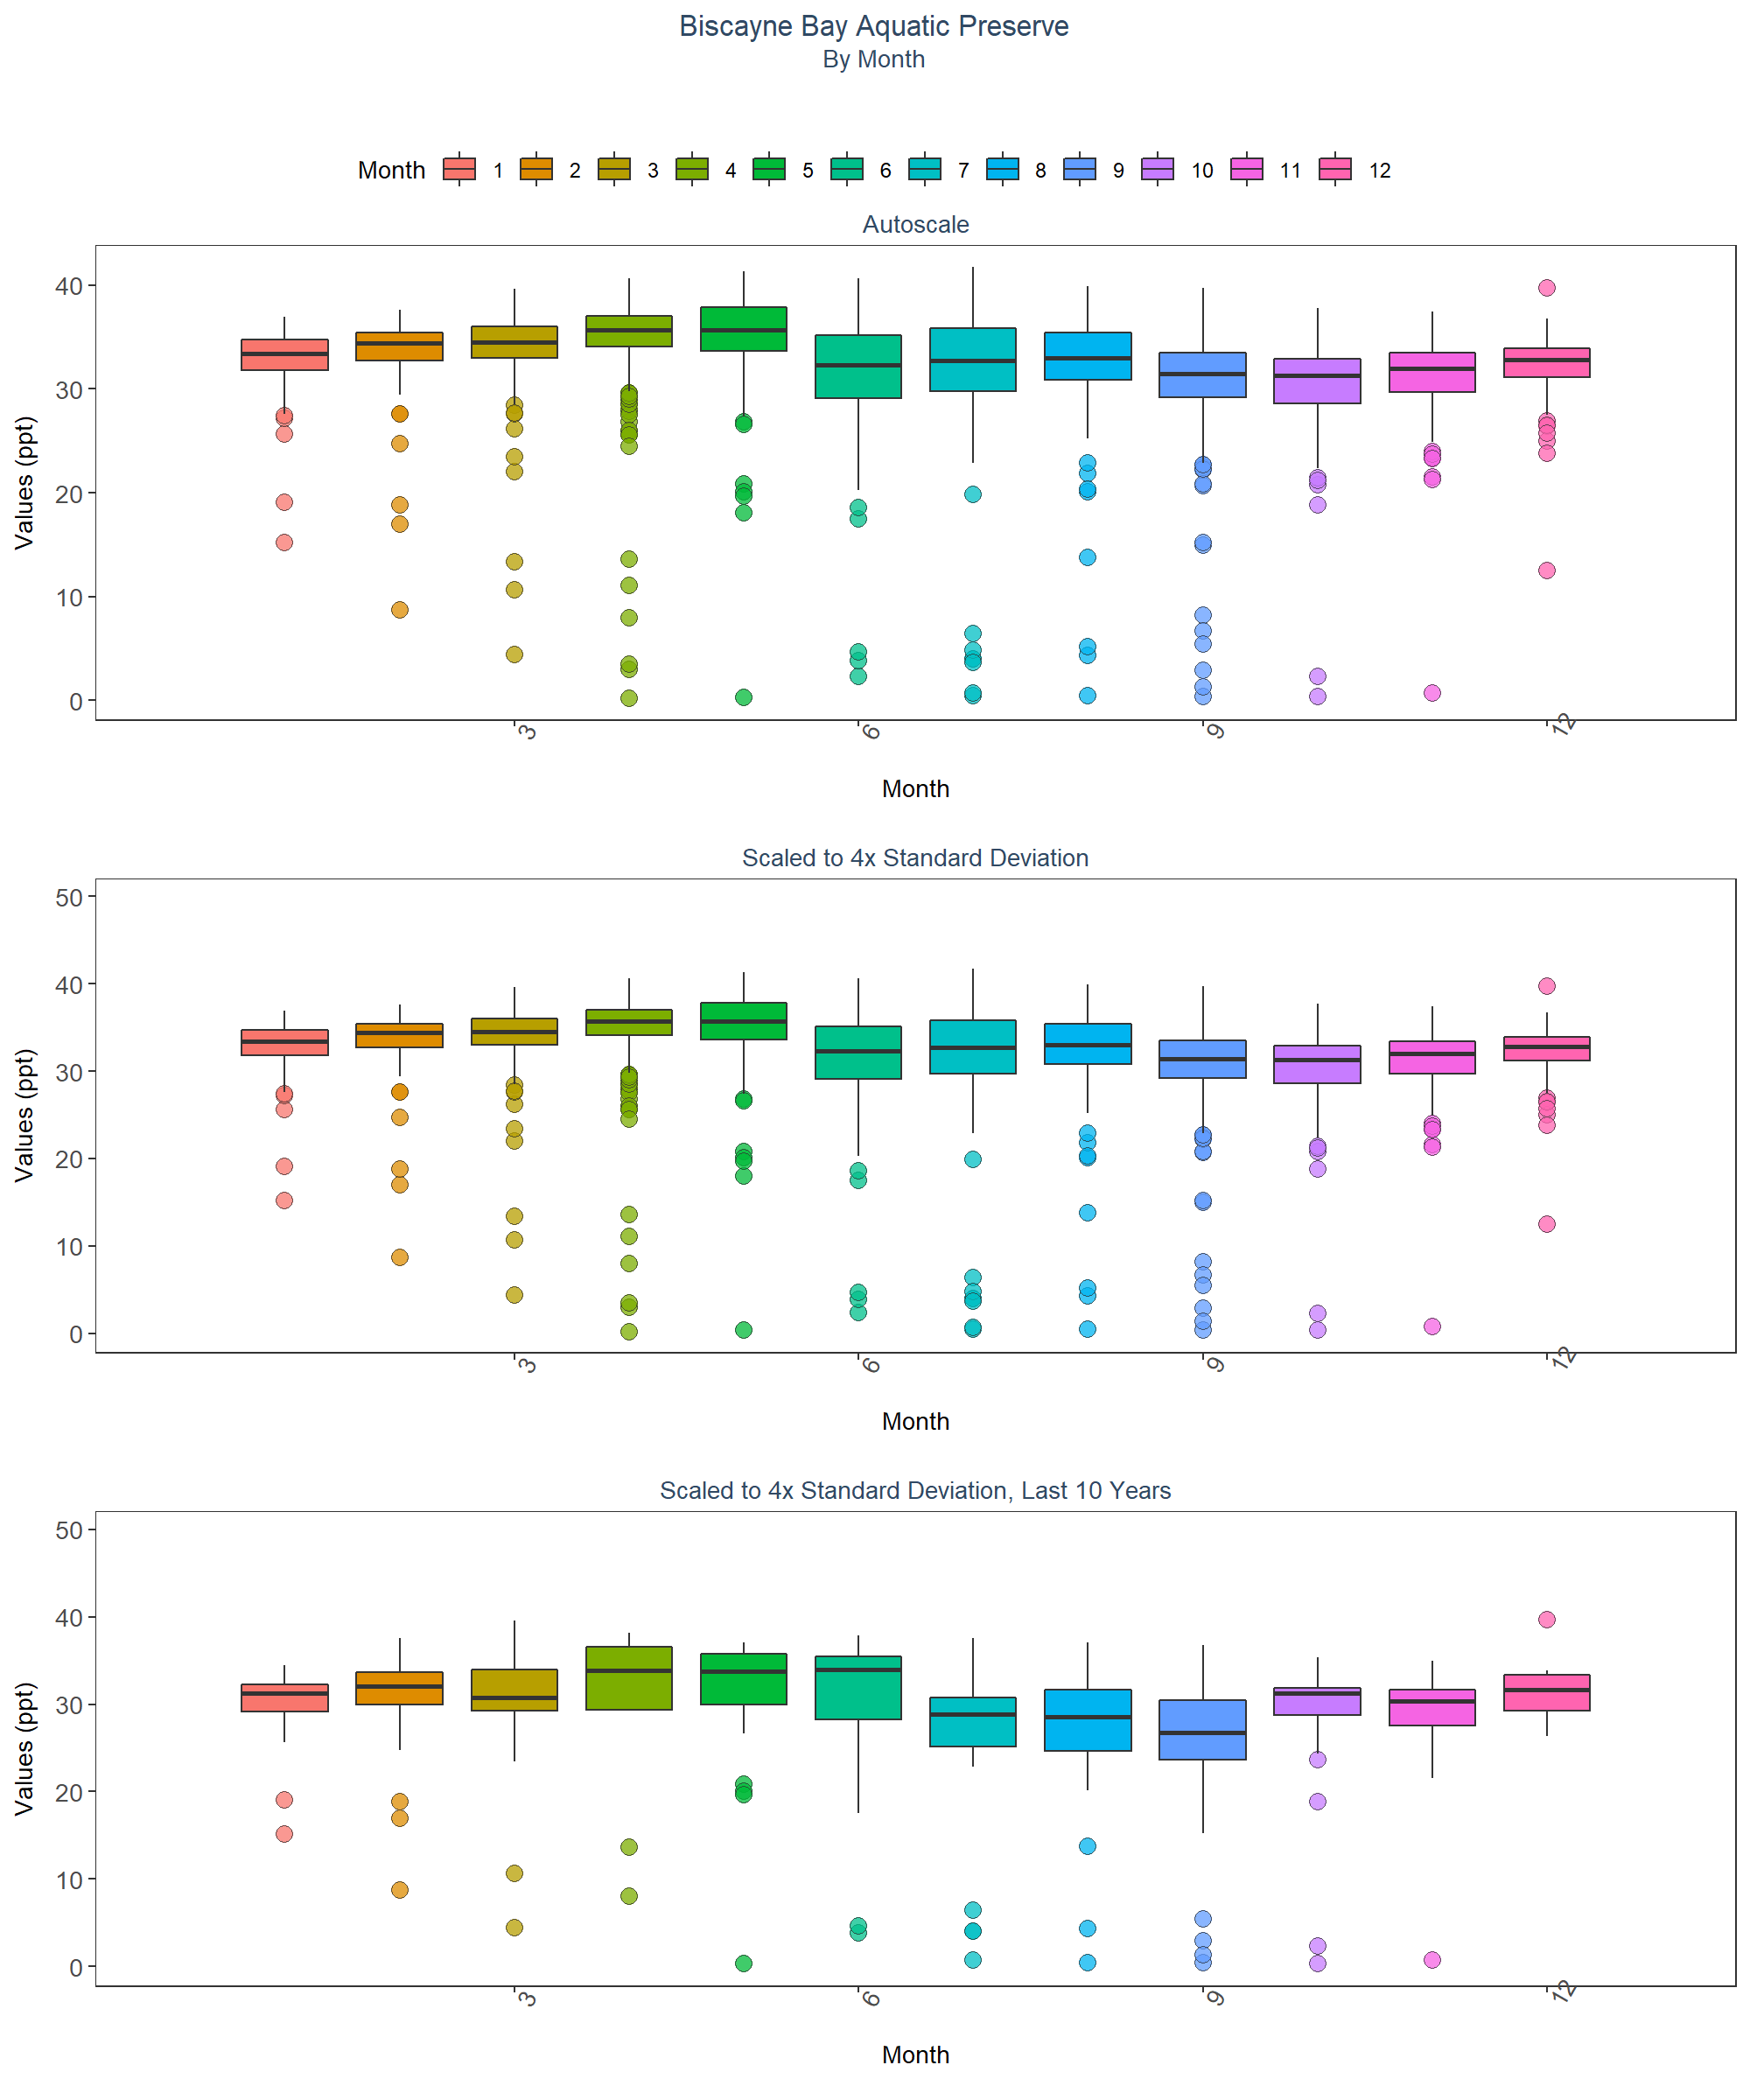 Biscayne Bay Aquatic Preserve
By Month
Month 1 2 3 4 5 6 7 8 9 10 11 12
Autoscale
Values (ppt)
40
30
20
10
0
3 6 9 12
Month
Scaled to 4x Standard Deviation
Values (ppt)
50
40
30
20
10
0
3 6 9 12
Month
Scaled to 4x Standard Deviation, Last 10 Years
Values (ppt)
50
40
30
20
10
0
3 6 9 12
Month